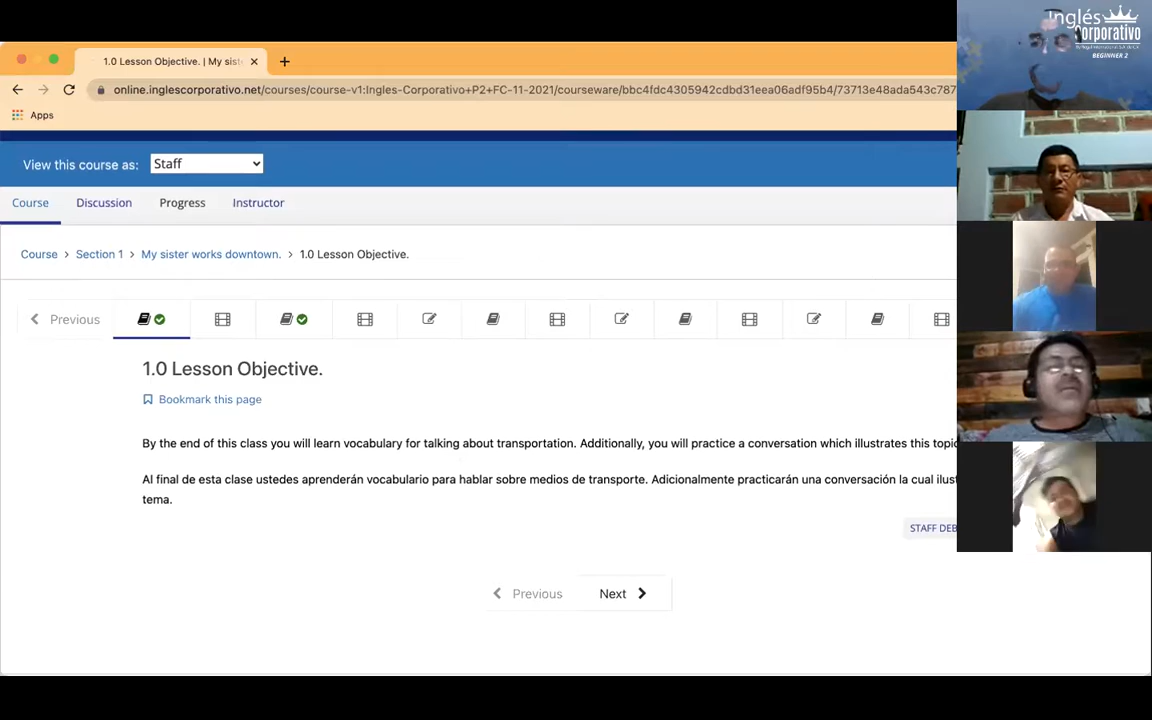 Inglés
Corporativo
BEGINNER 2
1.0 Lesson Objective. | My sist
online.inglescorporativo.net/courses/course-v1:Ingles-Corporativo+P2+FC-11-2021/courseware/bbc4fdc4305942cdbd31eea06adf95b4/73713e48ada543c787
Apps
View this course as: Staff
Course Discussion Progress Instructor
Course > Section 1 > My sister works downtown. > 1.0 Lesson Objective.
Previous
1.0 Lesson Objective.
Bookmark this page
By the end of this class you will learn vocabulary for talking about transportation. Additionally, you will practice a conversation which illustrates this topic
Al final de esta clase ustedes aprenderán vocabulario para hablar sobre medios de transporte. Adicionalmente practicarán una conversación la cual ilust
tema.
STAFF DEB
Previous Next